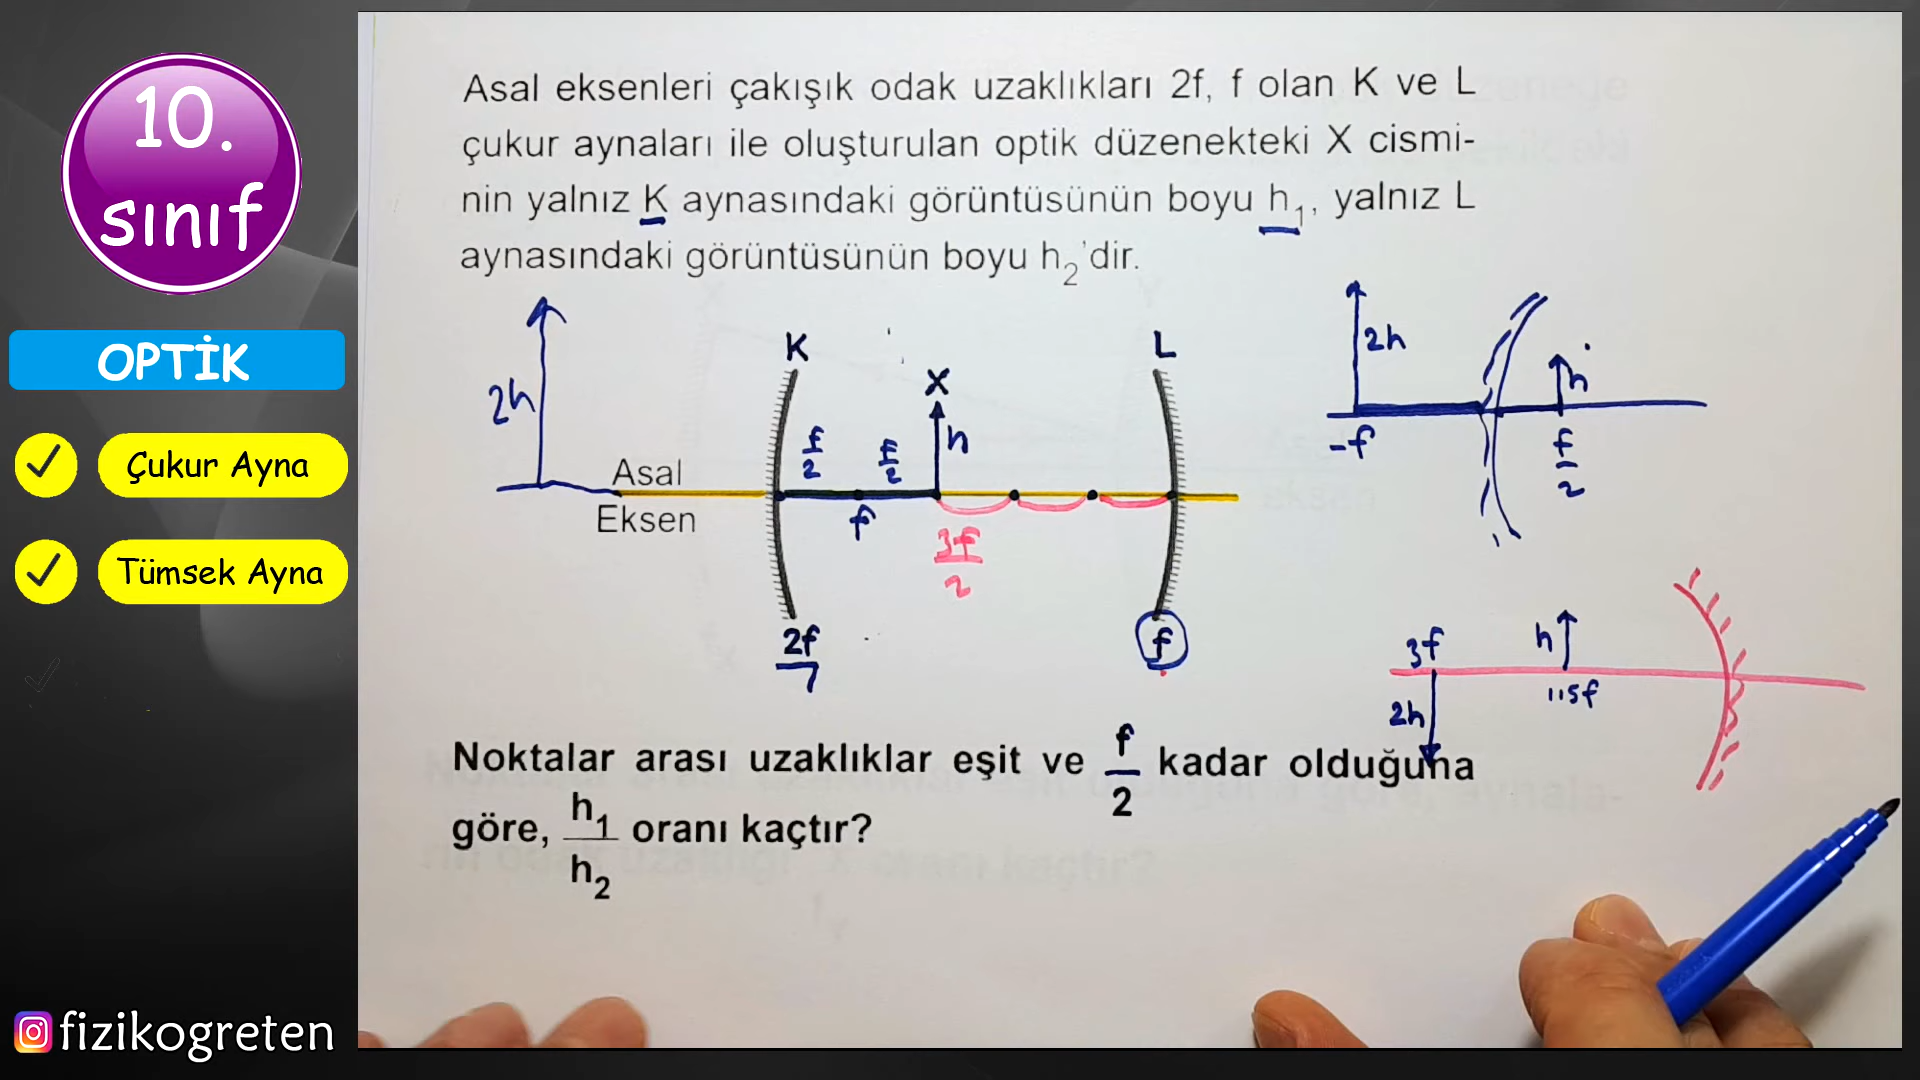 10.
sınıf
OPTİK
Çukur Ayna
Tümsek Ayna
fizikogreten
Asal eksenleri çakışık odak uzaklıkları 2f, f olan K ve L
çukur aynaları ile oluşturulan optik düzenekteki X cismi-
nin yalnız K aynasındaki görüntüsünün boyu h₁, yalnız L
aynasındaki görüntüsünün boyu h₂'dir.
2h
K
L
X
h
f/2
f/2
Asal
Eksen
f
3f/2
2f
f
2h
h
-f
f/2
3f
h
1.5f
2h
Noktalar arası uzaklıklar eşit ve f/2 kadar olduğuna
göre, h₁/h₂ oranı kaçtır?